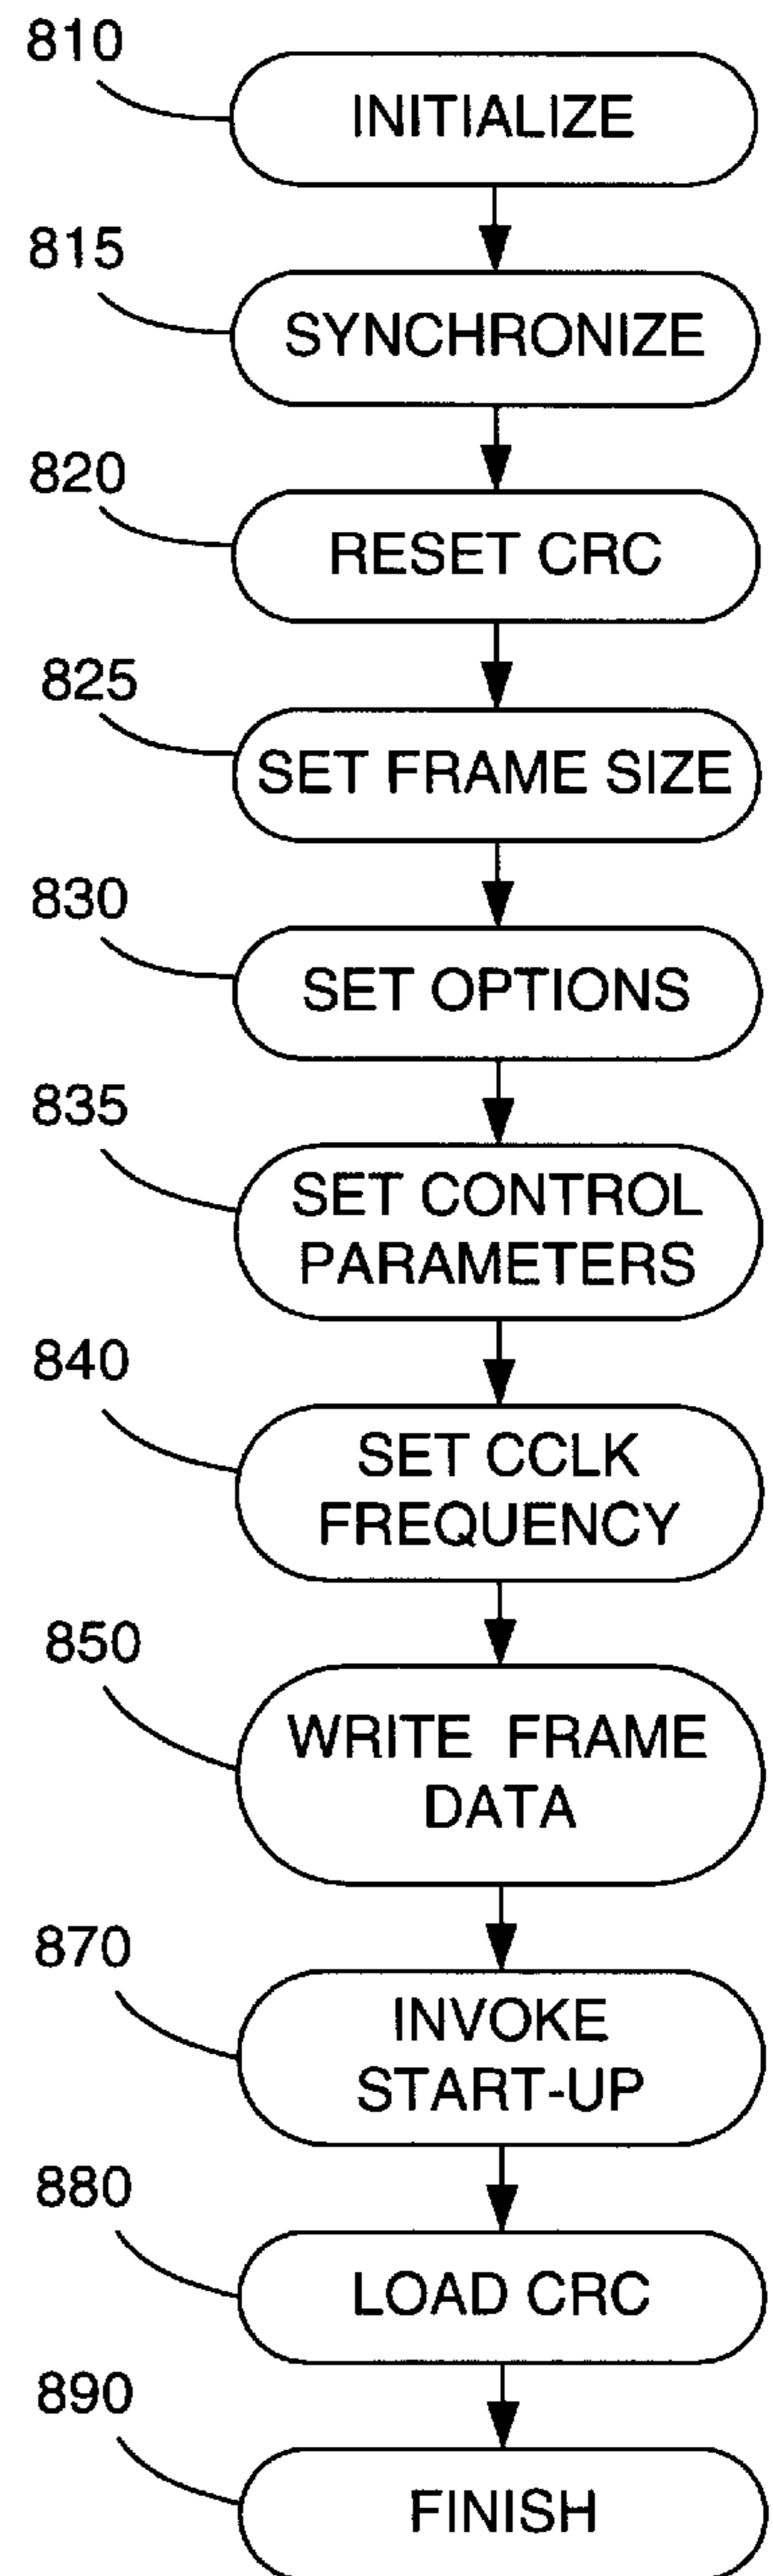 810
INITIALIZE
815
SYNCHRONIZE
820
RESET CRC
825
SET FRAME SIZE
830
SET OPTIONS
835
SET CONTROL
PARAMETERS
840
SET CCLK
FREQUENCY
850
WRITE FRAME
DATA
870
INVOKE
START-UP
880
LOAD CRC
890
FINISH